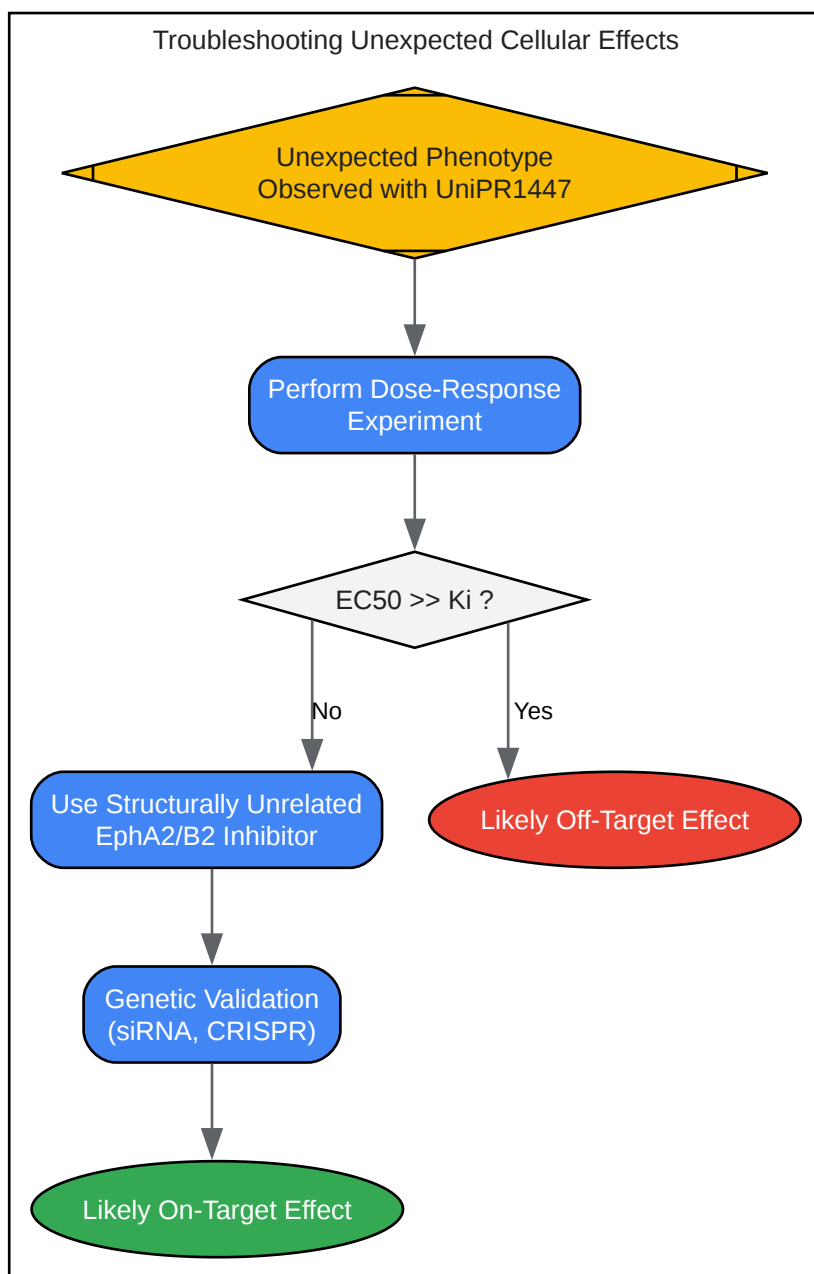 Troubleshooting Unexpected Cellular Effects
Unexpected Phenotype
Observed with UniPR1447
Perform Dose-Response
Experiment
EC50 >> Ki ?
No
Yes
Use Structurally Unrelated
EphA2/B2 Inhibitor
Likely Off-Target Effect
Genetic Validation
(siRNA, CRISPR)
Likely On-Target Effect